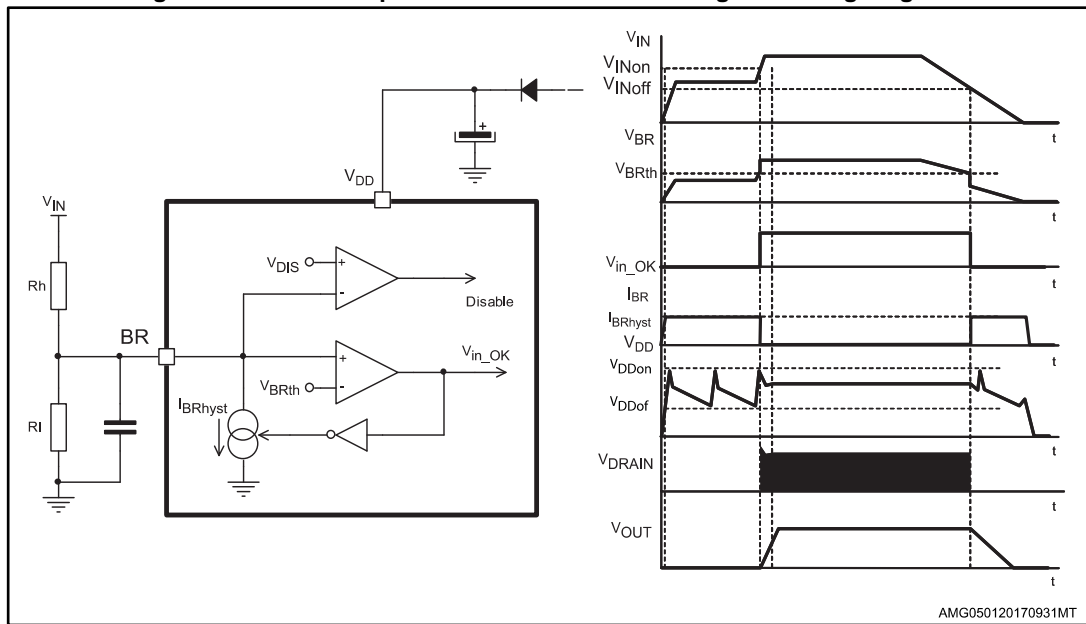 VDD
VIN
Rh
BR
Rl
VDIS
+
-
Disable
+
-
VBRth
Vin_OK
IBRhyst
+
VIN
VINon
VINoff
t
VBR
VBRth
t
Vin_OK
t
IBR
IBRhyst
t
VDD
VDDon
VDDof
t
VDRAIN
t
VOUT
t
AMG050120170931MT